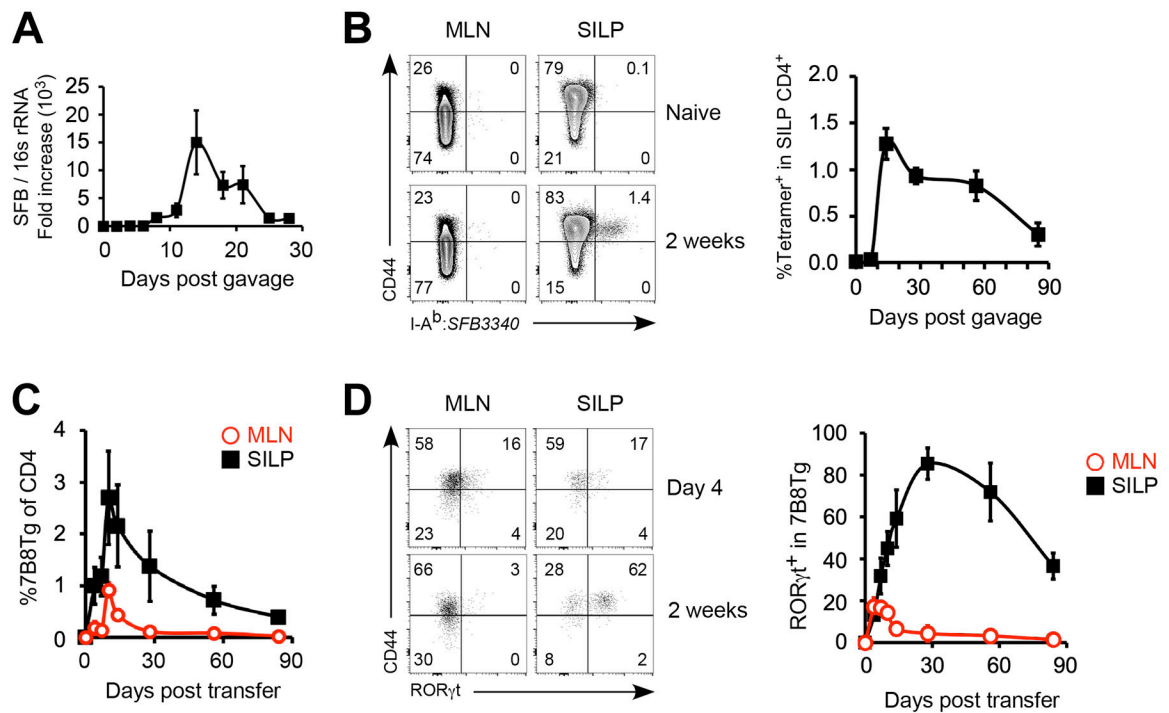 A
SFB / 16s rRNA
Fold increase (10³)
25
20
15
10
5
0
0 10 20 30
Days post gavage
B
MLN SILP
26 0 79 0.1
74 0 21 0
Naive
23 0 83 1.4
77 0 15 0
2 weeks
CD44
I-Aᵇ:SFB3340
%Tetramer⁺ in SILP CD4⁺
2.0
1.5
1.0
0.5
0.0
0 30 60 90
Days post gavage
C
%7B8Tg of CD4
4
3
2
1
0
0 30 60 90
Days post transfer
MLN
SILP
D
MLN SILP
58 16 59 17
23 4 20 4
Day 4
66 3 28 62
30 0 8 2
2 weeks
CD44
RORγt
RORγt⁺ in 7B8Tg
100
80
60
40
20
0
0 30 60 90
Days post transfer
MLN
SILP